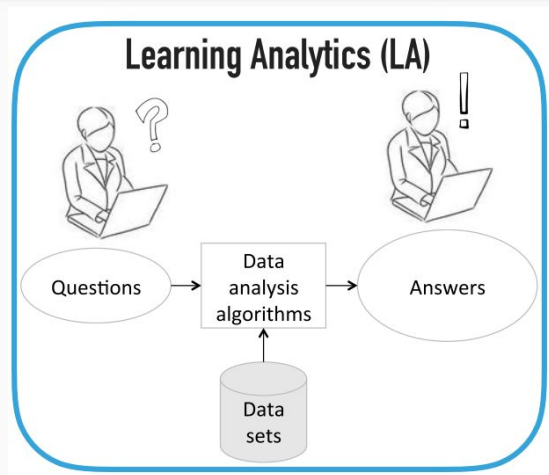 Learning Analytics (LA)
?
!
Questions
Data
analysis
algorithms
Answers
Data
sets